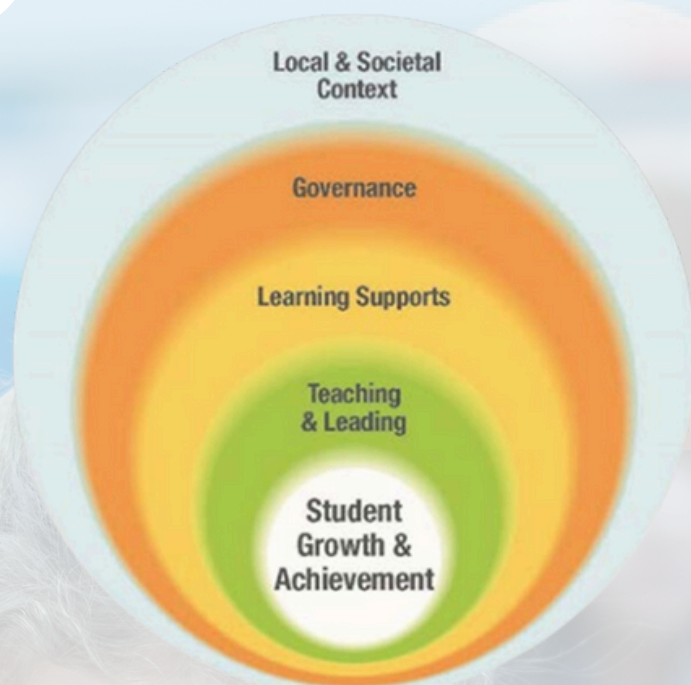 Local & Societal
Context
Governance
Learning Supports
Teaching
& Leading
Student
Growth &
Achievement